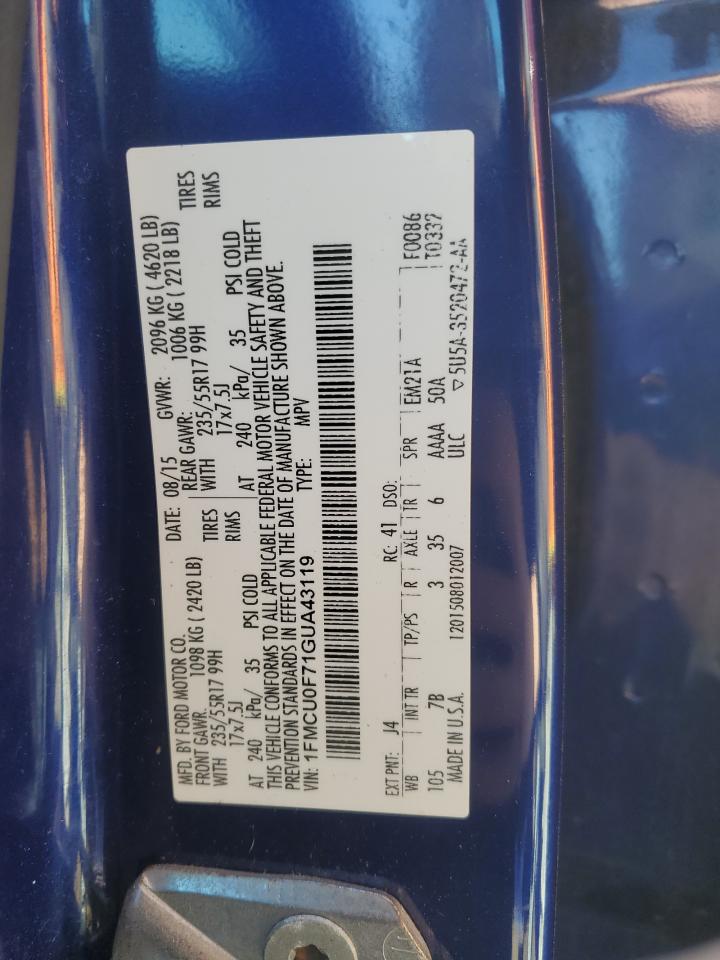 MFD. BY FORD MOTOR CO. DATE: 08/15 GVWR: 2096 KG ( 4620 LB)
FRONT GAWR: 1098 KG ( 2420 LB) REAR GAWR: 1006 KG ( 2218 LB)
WITH 235/55R17 99H TIRES WITH 235/55R17 99H TIRES
17x7.5J RIMS 17x7.5J RIMS
AT 240 kPa/ 35 PSI COLD AT 240 kPa/ 35 PSI COLD
THIS VEHICLE CONFORMS TO ALL APPLICABLE FEDERAL MOTOR VEHICLE SAFETY AND THEFT
PREVENTION STANDARDS IN EFFECT ON THE DATE OF MANUFACTURE SHOWN ABOVE.
VIN: 1FMCU0F71GUA43119 TYPE: MPV
EXT PNT: J4 RC: 41 DSO:
WB INT TR TP/PS R AXLE TR SPR EM21A F0086
105 7B 3 35 6 AAAA 50A T0332
MADE IN U.S.A. 1201508012007 ULC ▽5U5A-3520472-AA